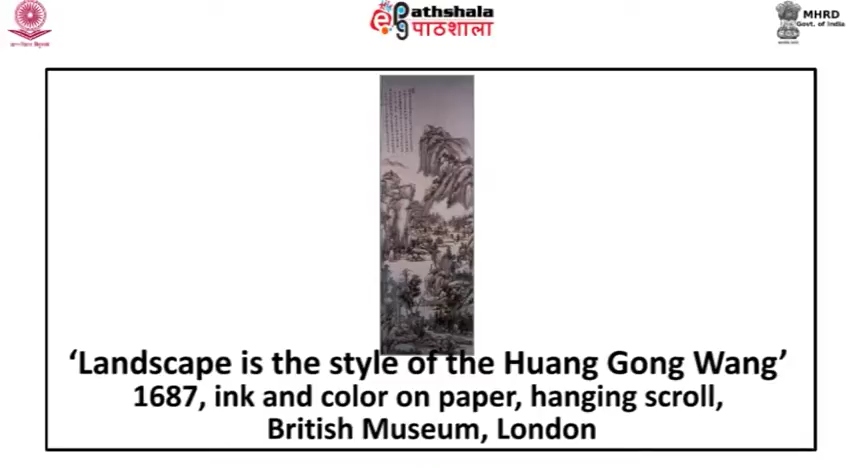 ePathshala
पाठशाला
MHRD
Govt. of India
‘Landscape is the style of the Huang Gong Wang’
1687, ink and color on paper, hanging scroll,
British Museum, London